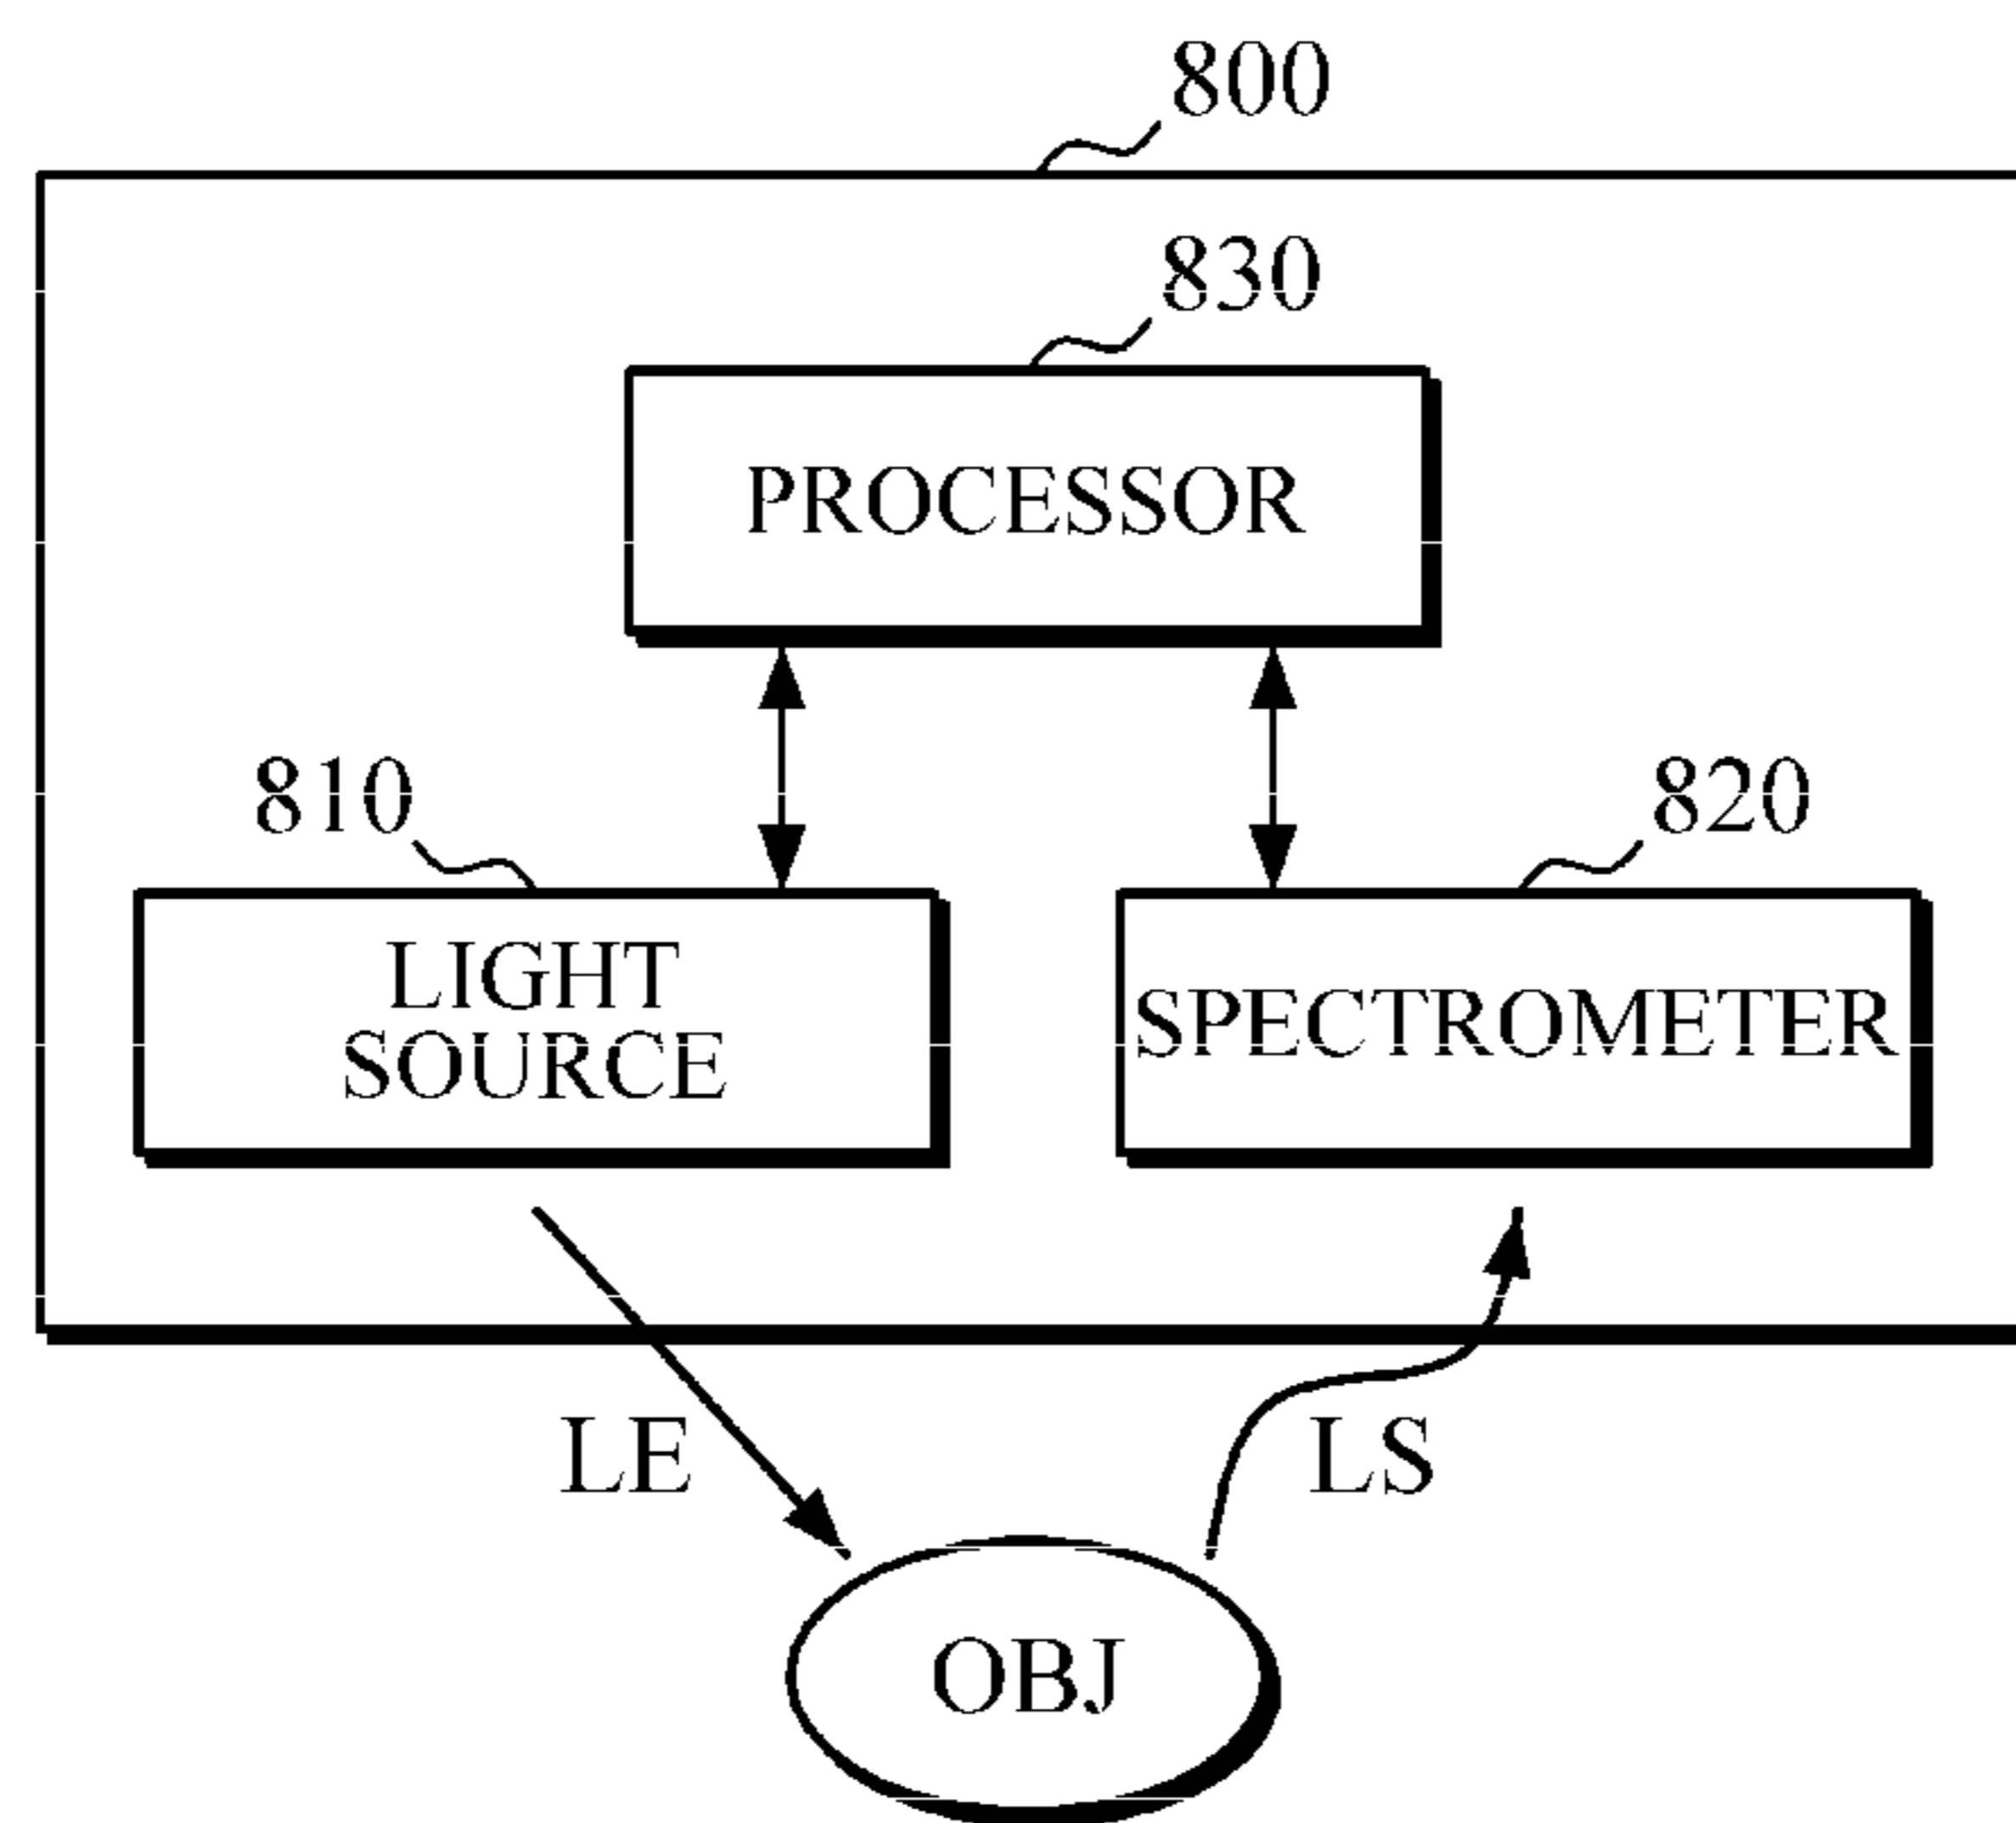 800
830
PROCESSOR
810
820
LIGHT
SOURCE
SPECTROMETER
LE
LS
OBJ